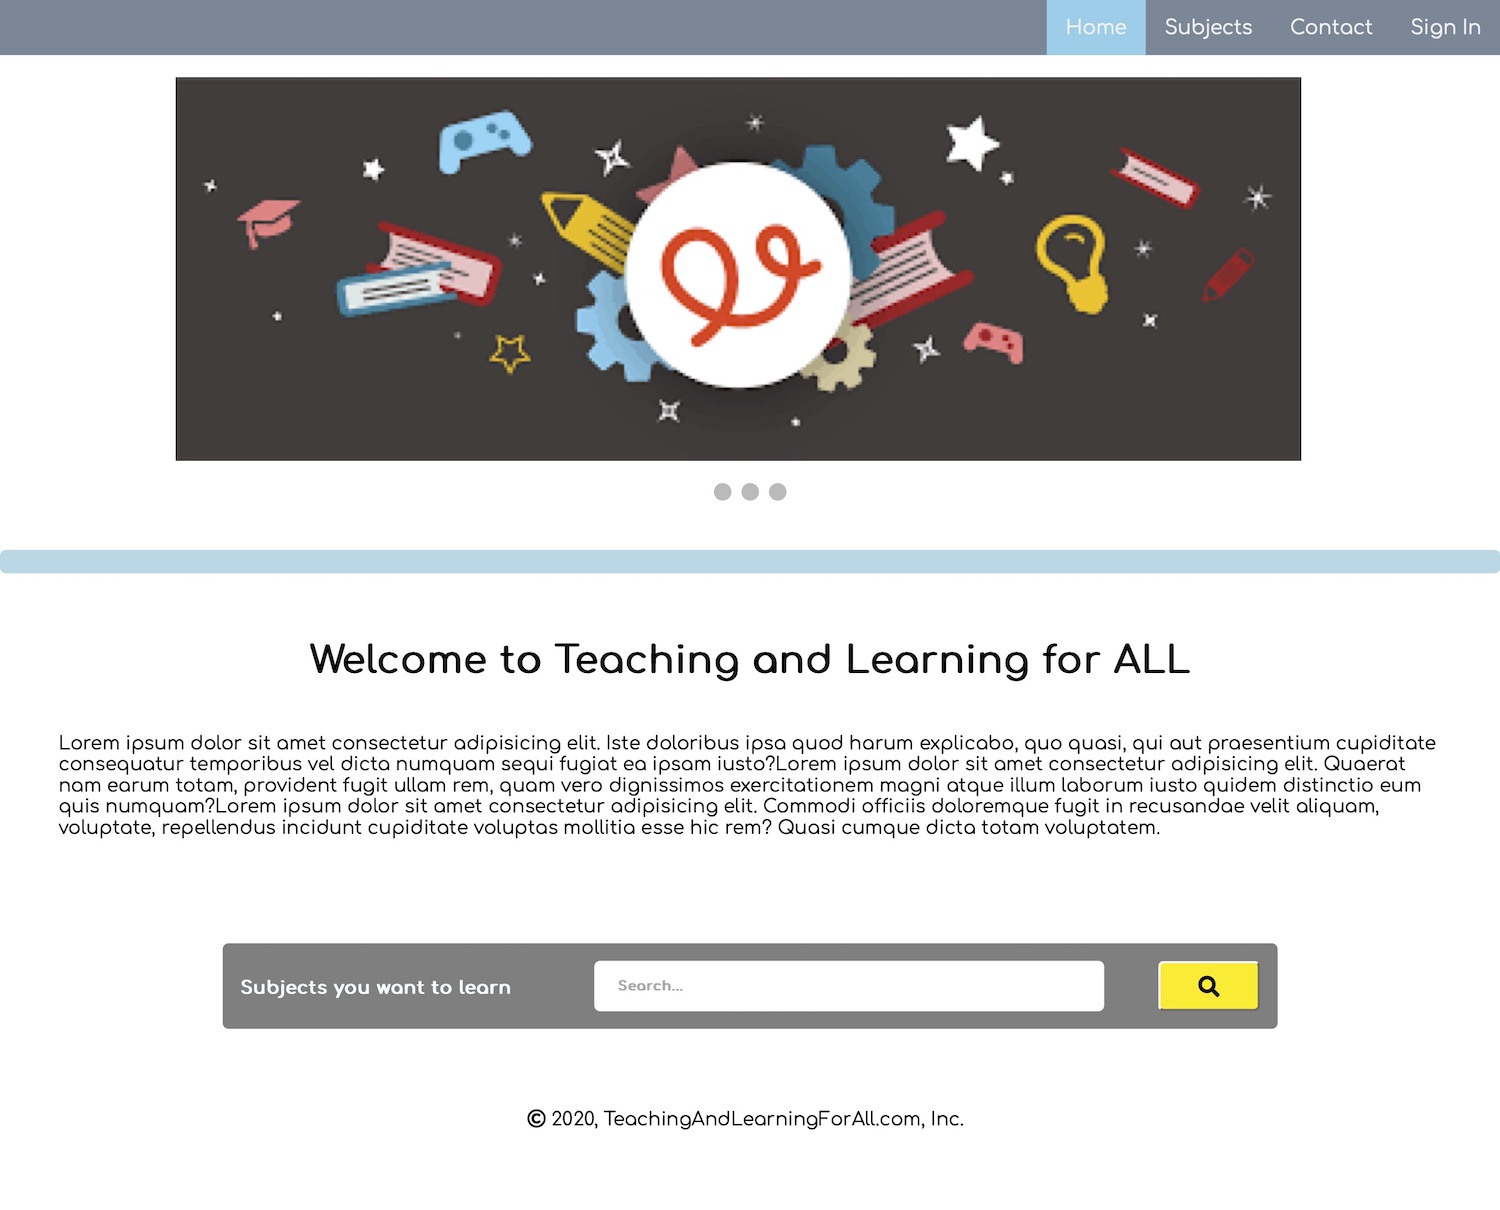 Home Subjects Contact Sign In
Welcome to Teaching and Learning for ALL
Lorem ipsum dolor sit amet consectetur adipisicing elit. Iste doloribus ipsa quod harum explicabo, quo quasi, qui aut praesentium cupiditate
consequatur temporibus vel dicta numquam sequi fugiat ea ipsam iusto?Lorem ipsum dolor sit amet consectetur adipisicing elit. Quaerat
nam earum totam, provident fugit ullam rem, quam vero dignissimos exercitationem magni atque illum laborum iusto quidem distinctio eum
quis numquam?Lorem ipsum dolor sit amet consectetur adipisicing elit. Commodi officiis doloremque fugit in recusandae velit aliquam,
voluptate, repellendus incidunt cupiditate voluptas mollitia esse hic rem? Quasi cumque dicta totam voluptatem.
Subjects you want to learn Search...
© 2020, TeachingAndLearningForAll.com, Inc.